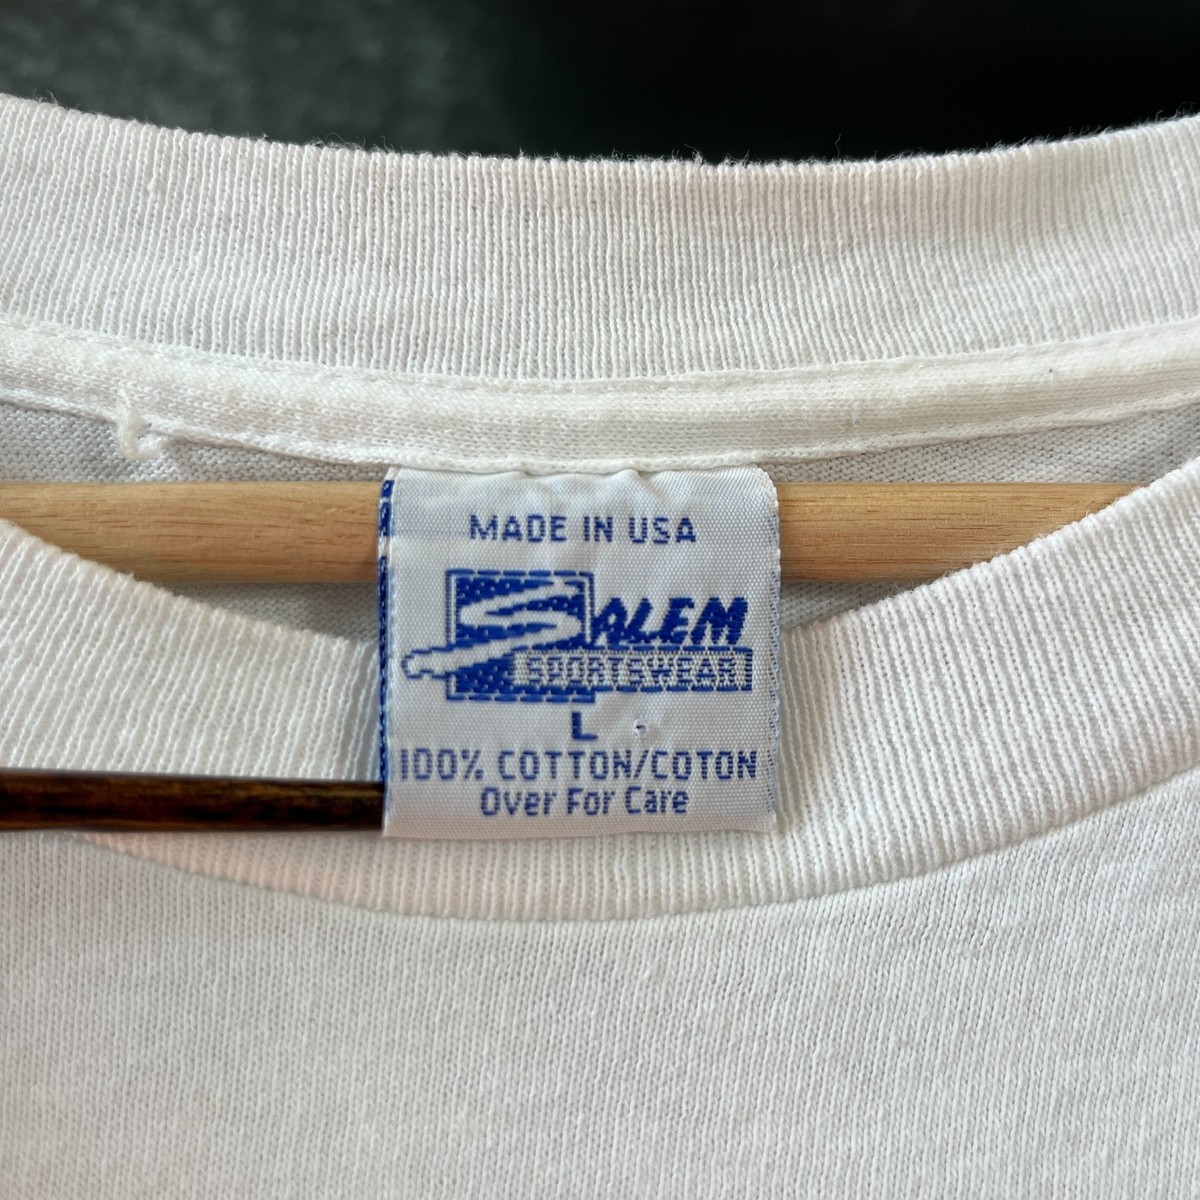 MADE IN USA
SALEM
SPORTSWEAR
L
100% COTTON/COTON
Over For Care